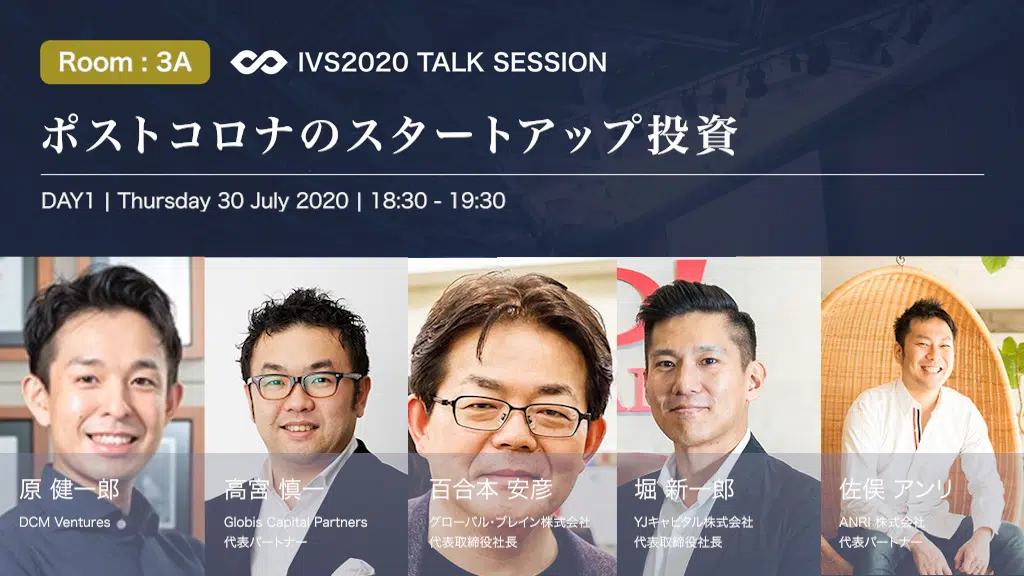 Room : 3A
IVS2020 TALK SESSION
ポストコロナのスタートアップ投資
DAY1 | Thursday 30 July 2020 | 18:30 - 19:30
原 健一郎
DCM Ventures
高宮 慎一
Globis Capital Partners
代表パートナー
百合本 安彦
グローバル・ブレイン株式会社
代表取締役社長
堀 新一郎
YJキャピタル株式会社
代表取締役社長
佐俣 アンリ
ANRI 株式会社
代表パートナー